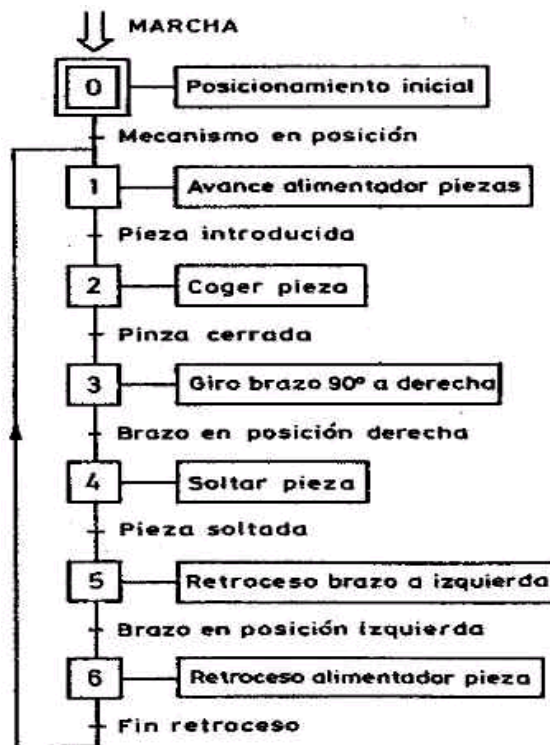 MARCHA
0 Posicionamiento inicial
Mecanismo en posición
1 Avance alimentador piezas
Pieza introducida
2 Coger pieza
Pinza cerrada
3 Giro brazo 90º a derecha
Brazo en posición derecha
4 Soltar pieza
Pieza soltada
5 Retroceso brazo a izquierda
Brazo en posición izquierda
6 Retroceso alimentador pieza
Fin retroceso